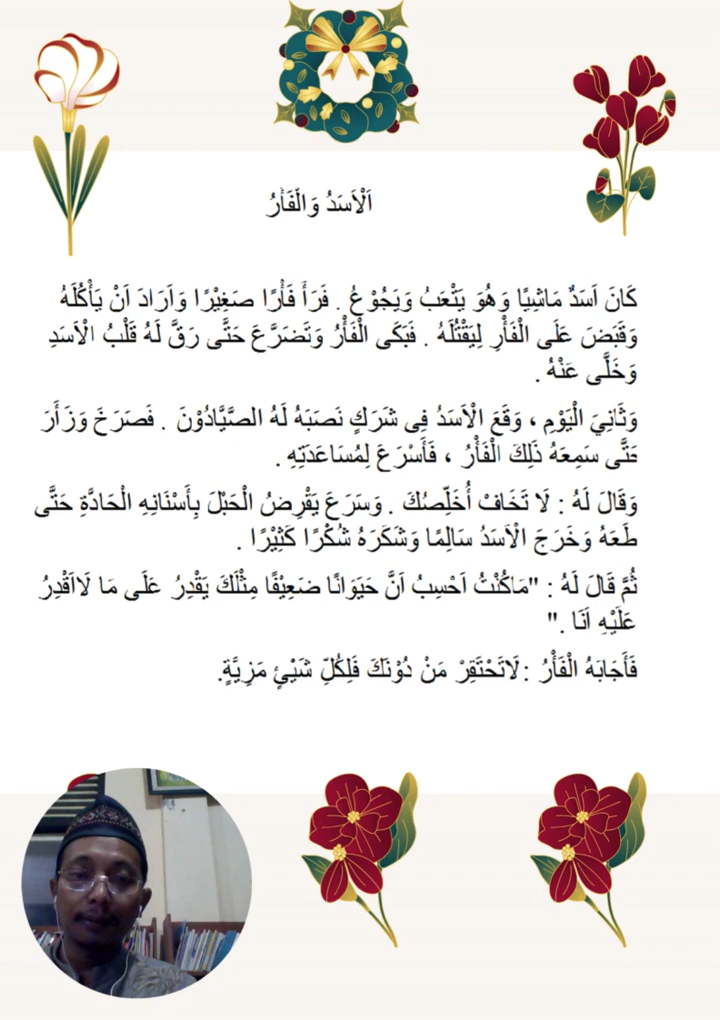 اَلْاَسَدُ وَالْفَأْرُ
كَانَ اَسَدٌ مَاشِيًا وَهُوَ يَتْعَبُ وَيَجُوْعُ . فَرَأَ فَأْرًا صَغِيْرًا وَاَرَادَ اَنْ يَأْكُلَهُ
وَقَبَضَ عَلَى الْفَأْرِ لِيَقْتُلَهُ . فَبَكَى الْفَأْرُ وَتَضَرَّعَ حَتَّى رَقَّ لَهُ قَلْبُ الْاَسَدِ
وَخَلَّى عَنْهُ .
وَثَانِيَ الْيَوْمِ ، وَقَعَ الْاَسَدُ فِى شَرَكٍ نَصَبَهُ لَهُ الصَّيَّادُوْنَ . فَصَرَخَ وَزَأَرَ
حَتَّى سَمِعَهُ ذَلِكَ الْفَأْرُ ، فَأَسْرَعَ لِمُسَاعَدَتِهِ .
وَقَالَ لَهُ : لَا تَخَافْ أُخَلِّصُكَ . وَسَرَعَ يَقْرِضُ الْحَبْلَ بِأَسْنَانِهِ الْحَادَّةِ حَتَّى
طَعَهُ وَخَرَجَ الْاَسَدُ سَالِمًا وَشَكَرَهُ شُكْرًا كَثِيْرًا .
ثُمَّ قَالَ لَهُ : "مَاكُنْتُ اَحْسِبُ اَنَّ حَيَوَانًا ضَعِيْفًا مِثْلَكَ يَقْدِرُ عَلَى مَا لَااَقْدِرُ
عَلَيْهِ اَنَا ."
فَأَجَابَهُ الْفَأْرُ :لَاتَحْتَقِرْ مَنْ دُوْنَكَ فَلِكُلِّ شَيْئٍ مَزِيَّةٍ.